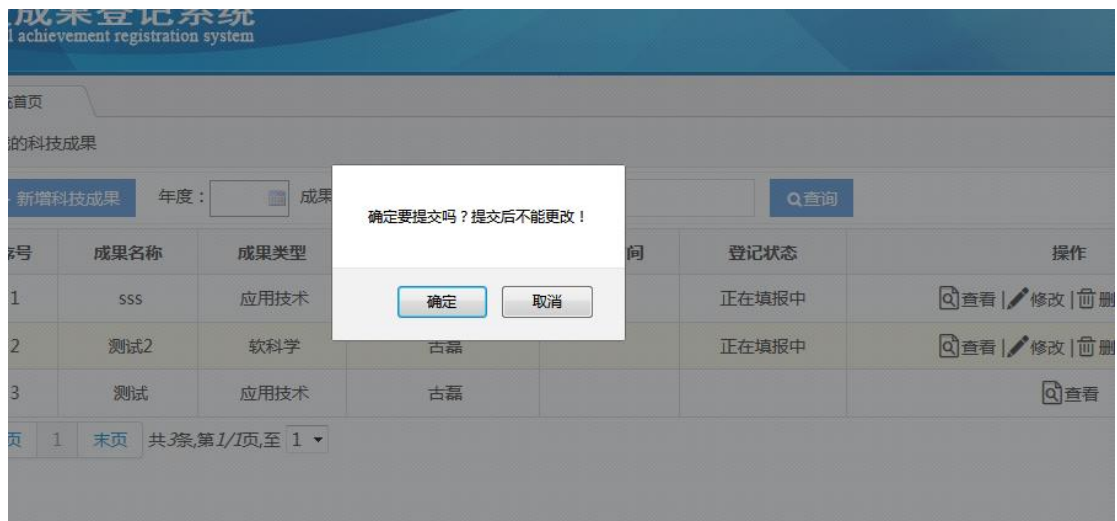 成果登记系统
l achievement registration system
首页
的科技成果
新增科技成果 年度： 成果 查询
确定要提交吗？提交后不能更改！
确定 取消
序号 成果名称 成果类型 间 登记状态 操作
1 sss 应用技术 正在填报中 查看 | 修改 | 删
2 测试2 软科学 古磊 正在填报中 查看 | 修改 | 删
3 测试 应用技术 古磊 查看
页 1 末页 共3条,第1/1页,至 1